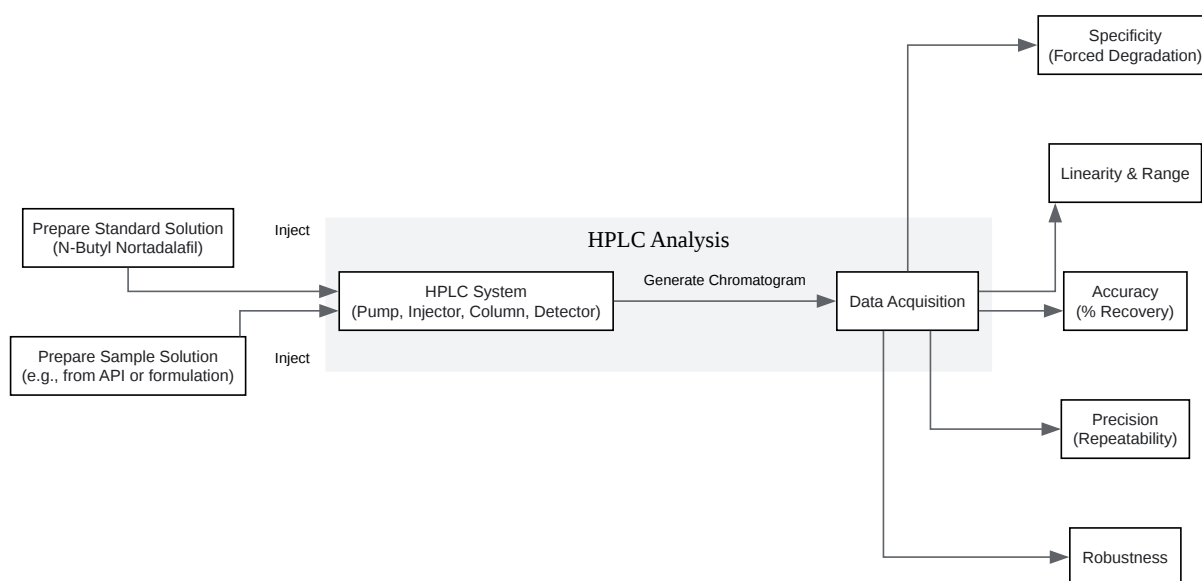 Specificity
(Forced Degradation)
Linearity & Range
Prepare Standard Solution
(N-Butyl Nortadalafil)
Inject
HPLC Analysis
HPLC System
(Pump, Injector, Column, Detector)
Generate Chromatogram
Data Acquisition
Accuracy
(% Recovery)
Prepare Sample Solution
(e.g., from API or formulation)
Inject
Precision
(Repeatability)
Robustness